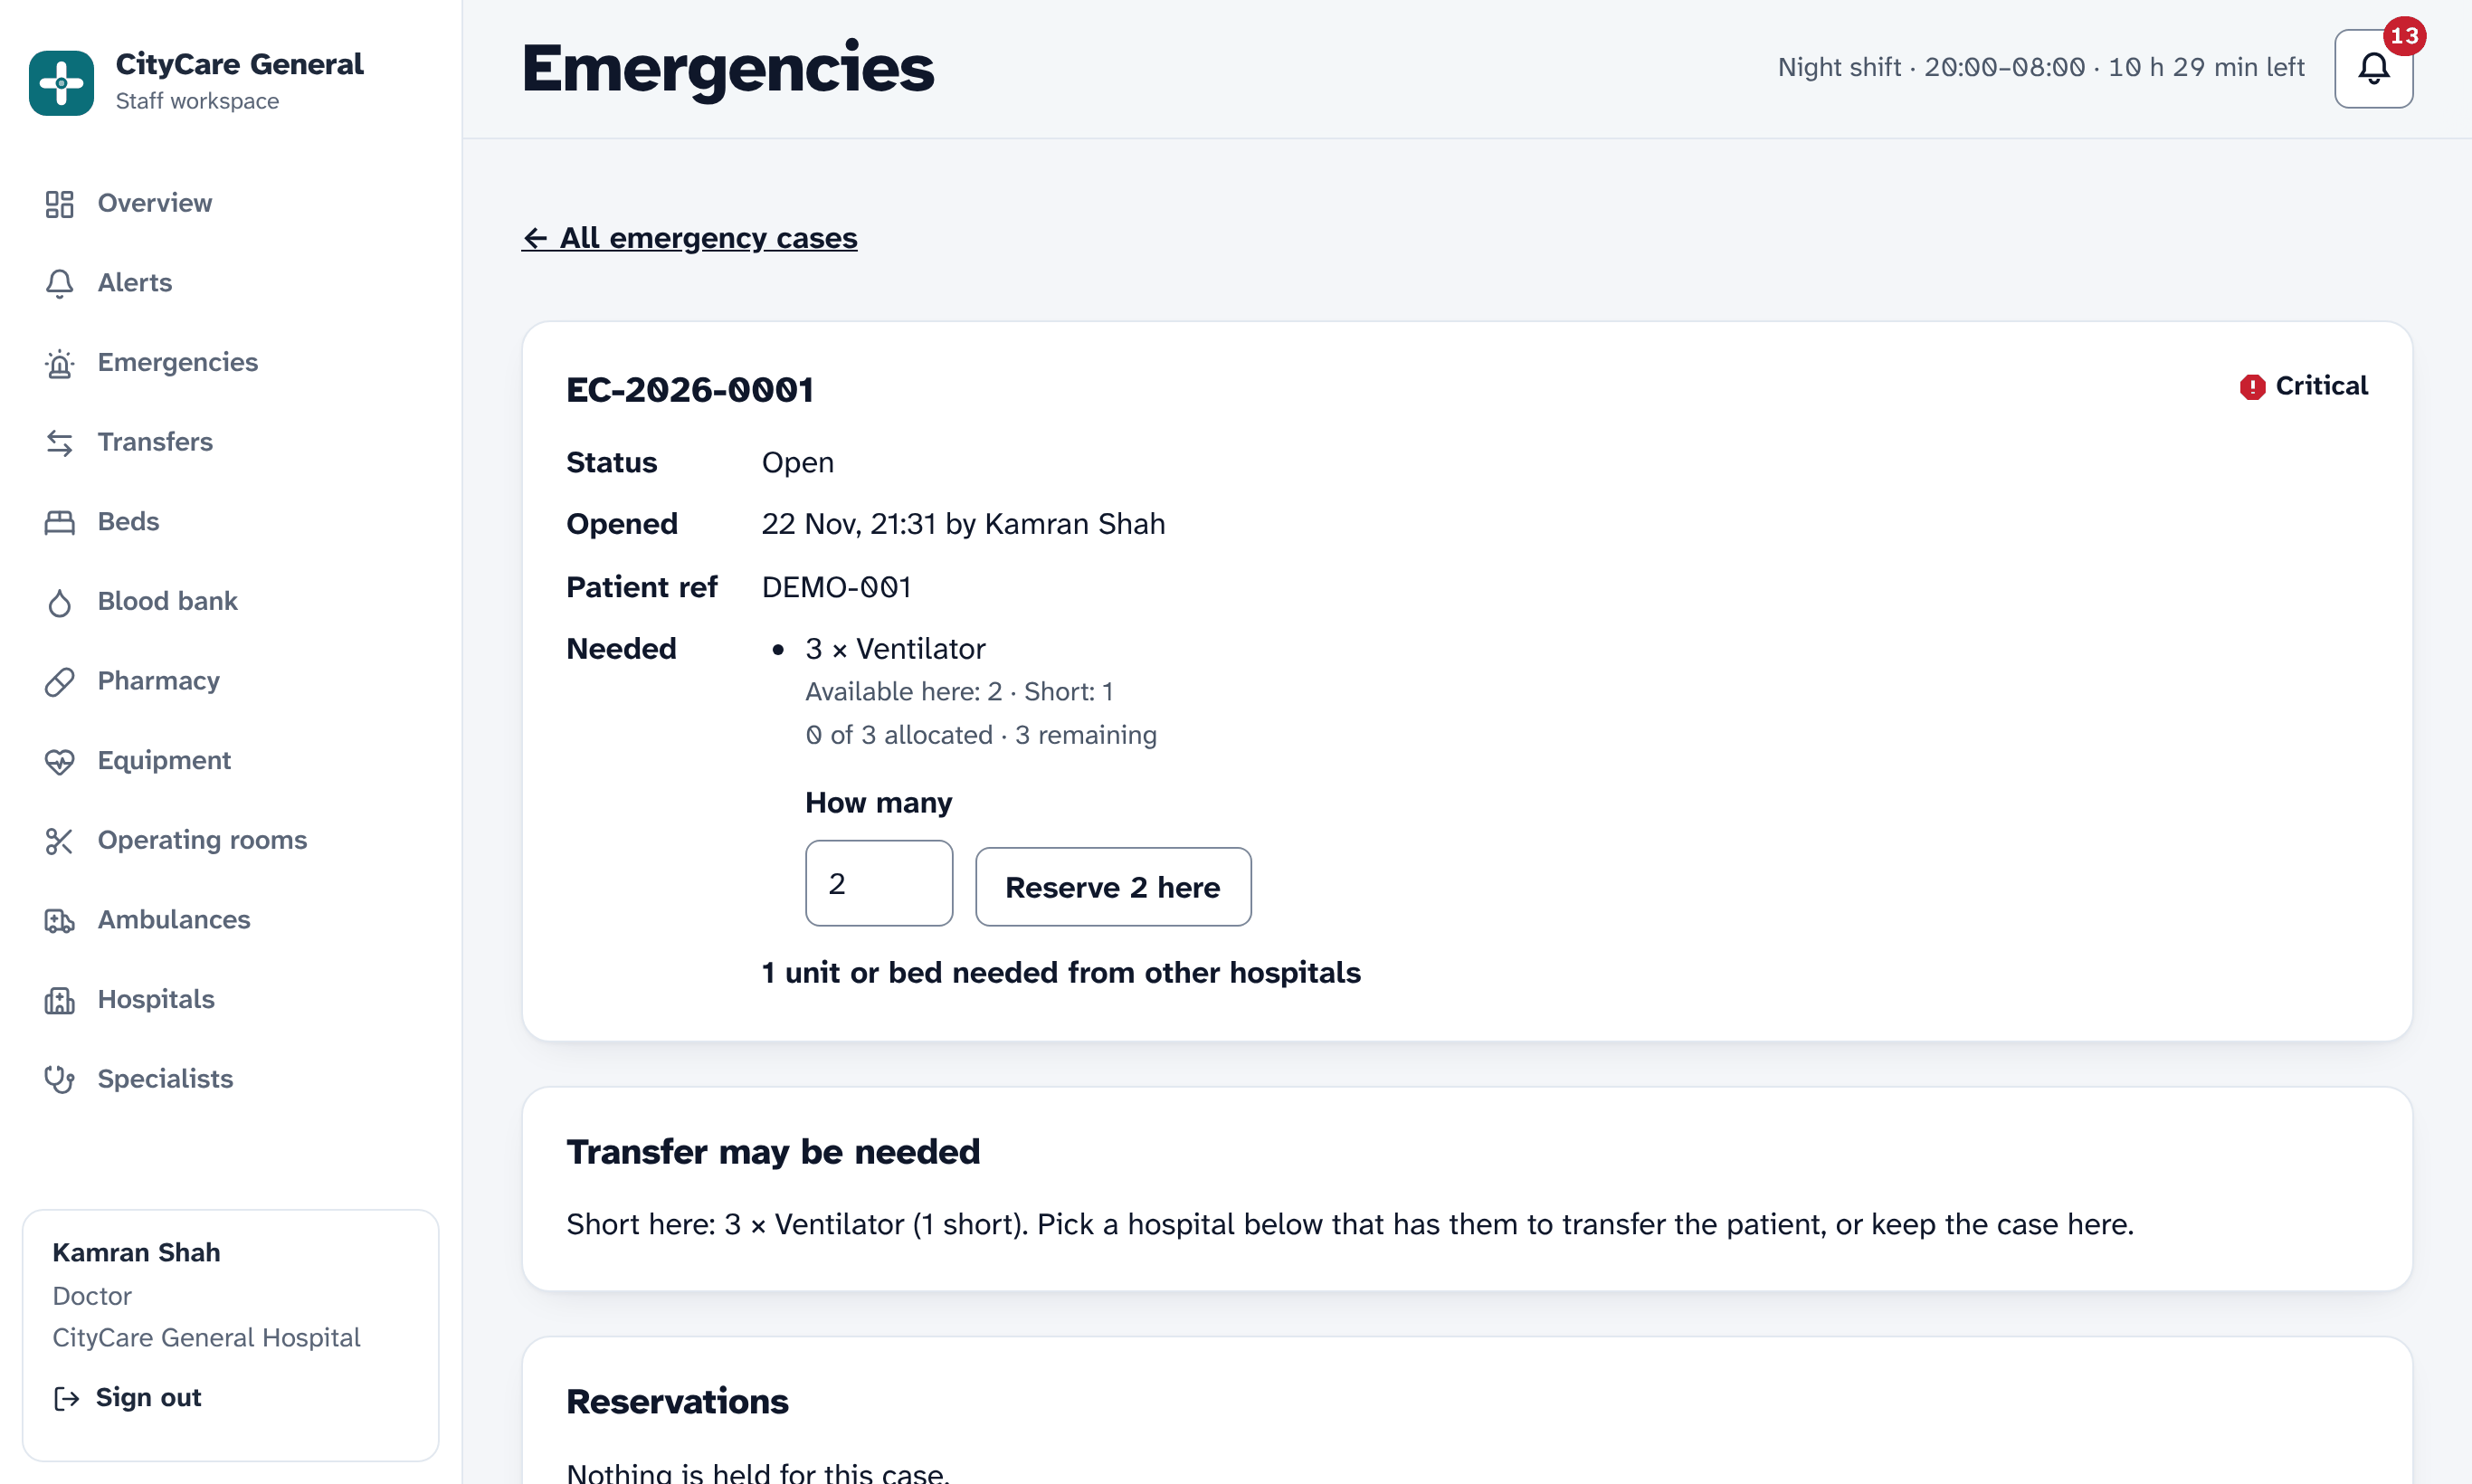 CityCare General
Staff workspace
Overview
Alerts
Emergencies
Transfers
Beds
Blood bank
Pharmacy
Equipment
Operating rooms
Ambulances
Hospitals
Specialists
Kamran Shah
Doctor
CityCare General Hospital
Sign out
Emergencies
Night shift · 20:00–08:00 · 10 h 29 min left
13
← All emergency cases
EC-2026-0001
Critical
Status Open
Opened 22 Nov, 21:31 by Kamran Shah
Patient ref DEMO-001
Needed • 3 × Ventilator
Available here: 2 · Short: 1
0 of 3 allocated · 3 remaining
How many
2 Reserve 2 here
1 unit or bed needed from other hospitals
Transfer may be needed
Short here: 3 × Ventilator (1 short). Pick a hospital below that has them to transfer the patient, or keep the case here.
Reservations
Nothing is held for this case.